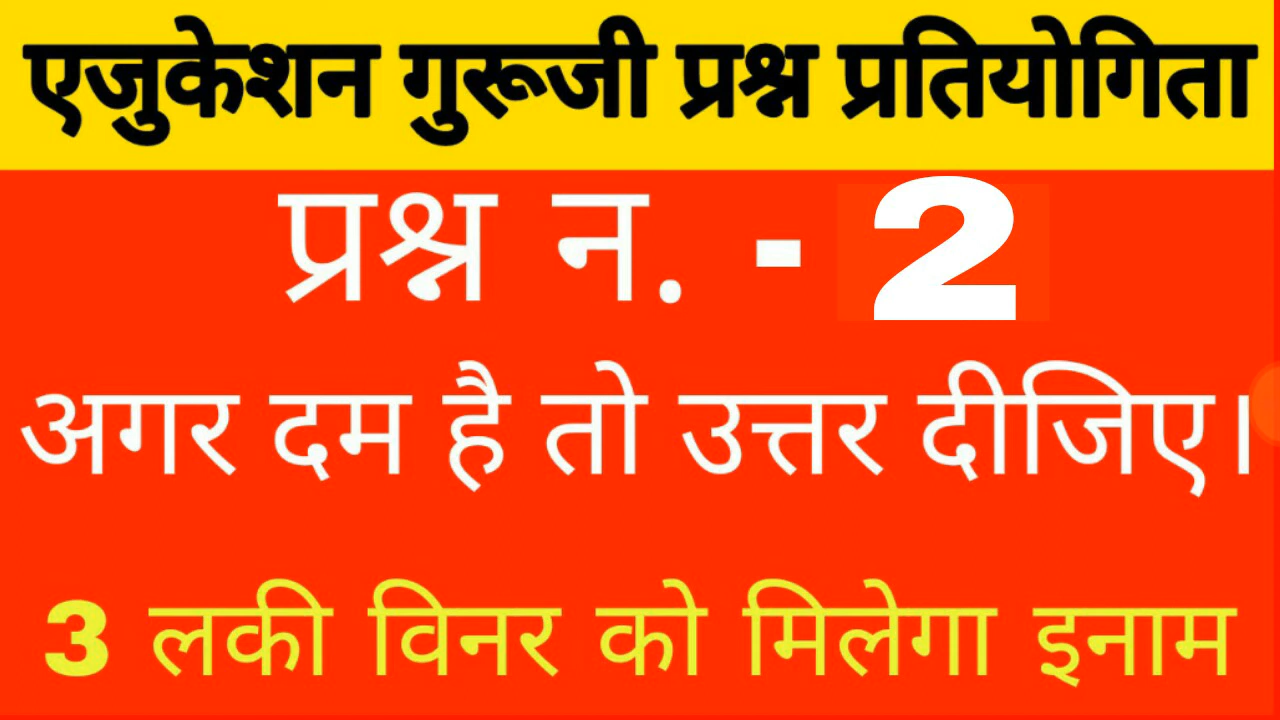 एजुकेशन गुरूजी प्रश्न प्रतियोगिता
प्रश्न न. - 2
अगर दम है तो उत्तर दीजिए।
3 लकी विनर को मिलेगा इनाम